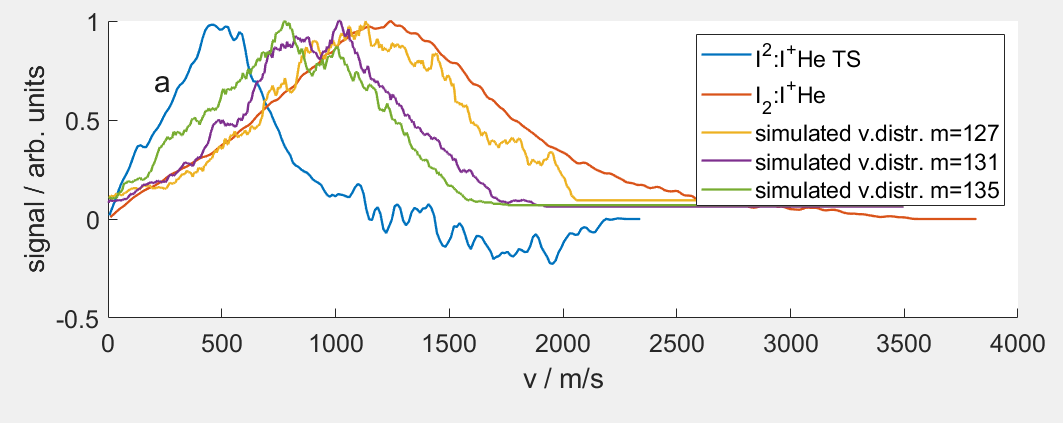 1
0.5
0
-0.5
signal / arb. units
a
I²:I⁺He TS
I₂:I⁺He
simulated v.distr. m=127
simulated v.distr. m=131
simulated v.distr. m=135
0 500 1000 1500 2000 2500 3000 3500 4000
v / m/s